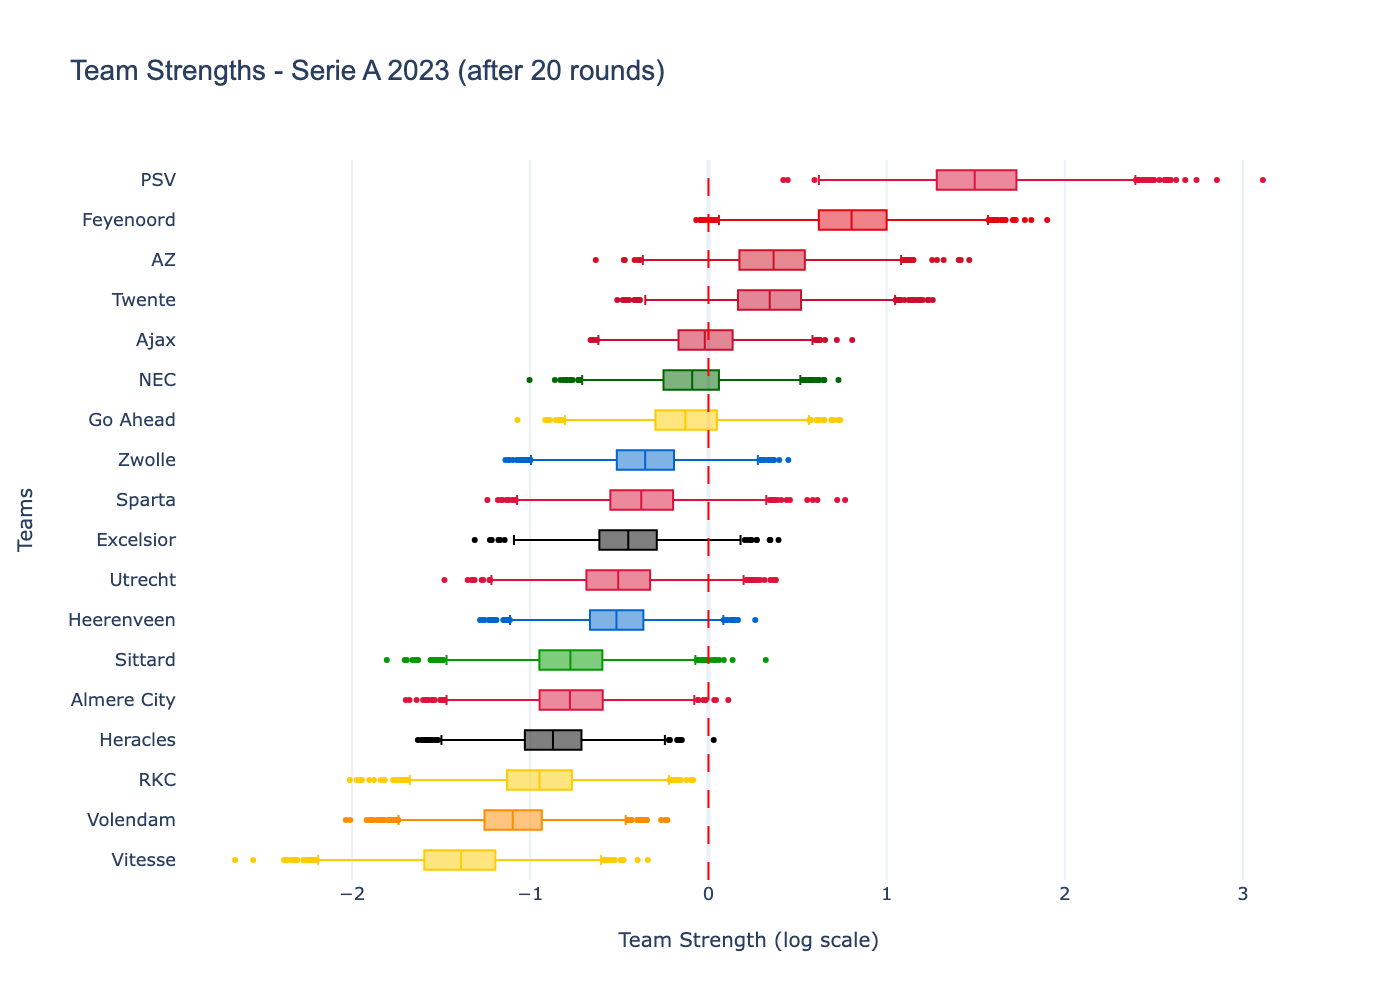 Team Strengths - Serie A 2023 (after 20 rounds)
PSV
Feyenoord
AZ
Twente
Ajax
NEC
Go Ahead
Zwolle
Sparta
Excelsior
Utrecht
Heerenveen
Sittard
Almere City
Heracles
RKC
Volendam
Vitesse
Teams
−2 −1 0 1 2 3
Team Strength (log scale)